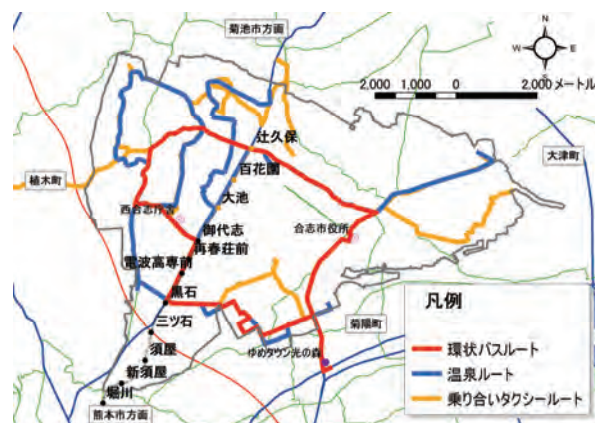 菊池市方面
N
W
E
S
2,000 1,000 0 2,000 メートル
辻久保
大津町
百花園
植木町
大池
西合志庁舎
合志市役所
御代志
再春荘前
電波高専前
黒石
凡例
三ツ石
菊陽町
環状バスルート
須屋
ゆめタウン光の森
温泉ルート
新須屋
乗り合いタクシールート
堀川
熊本市方面